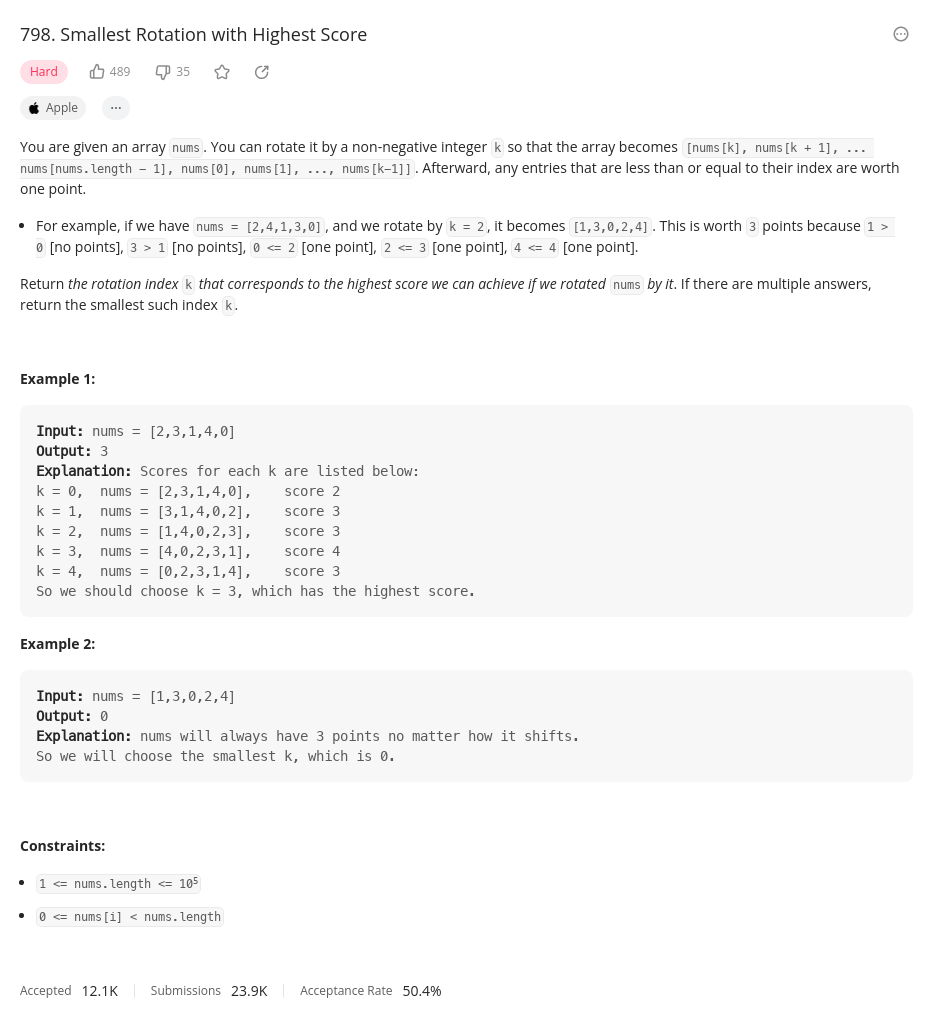 798. Smallest Rotation with Highest Score
Hard 489 35
Apple ...
You are given an array nums. You can rotate it by a non-negative integer k so that the array becomes [nums[k], nums[k + 1], ...
nums[nums.length - 1], nums[0], nums[1], ..., nums[k-1]]. Afterward, any entries that are less than or equal to their index are worth
one point.
• For example, if we have nums = [2,4,1,3,0], and we rotate by k = 2, it becomes [1,3,0,2,4]. This is worth 3 points because 1 >
0 [no points], 3 > 1 [no points], 0 <= 2 [one point], 2 <= 3 [one point], 4 <= 4 [one point].
Return the rotation index k that corresponds to the highest score we can achieve if we rotated nums by it. If there are multiple answers,
return the smallest such index k.
Example 1:
Input: nums = [2,3,1,4,0]
Output: 3
Explanation: Scores for each k are listed below:
k = 0,  nums = [2,3,1,4,0],    score 2
k = 1,  nums = [3,1,4,0,2],    score 3
k = 2,  nums = [1,4,0,2,3],    score 3
k = 3,  nums = [4,0,2,3,1],    score 4
k = 4,  nums = [0,2,3,1,4],    score 3
So we should choose k = 3, which has the highest score.
Example 2:
Input: nums = [1,3,0,2,4]
Output: 0
Explanation: nums will always have 3 points no matter how it shifts.
So we will choose the smallest k, which is 0.
Constraints:
• 1 <= nums.length <= 10⁵
• 0 <= nums[i] < nums.length
Accepted 12.1K Submissions 23.9K Acceptance Rate 50.4%